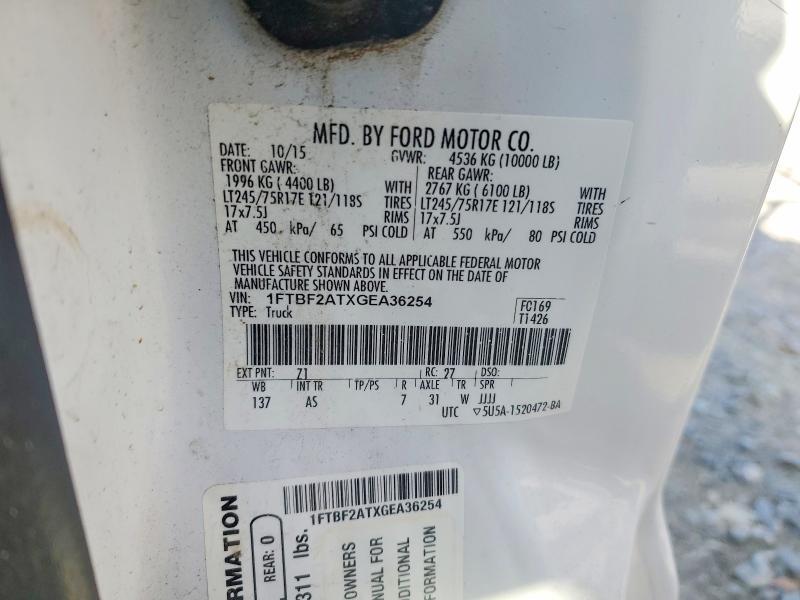 MFD. BY FORD MOTOR CO.
DATE: 10/15 GVWR: 4536 KG (10000 LB)
FRONT GAWR: REAR GAWR:
1996 KG ( 4400 LB) WITH 2767 KG ( 6100 LB) WITH
LT245/75R17E 121/118S TIRES LT245/75R17E 121/118S TIRES
17x7.5J RIMS 17x7.5J RIMS
AT 450 kPa/ 65 PSI COLD AT 550 kPa/ 80 PSI COLD
THIS VEHICLE CONFORMS TO ALL APPLICABLE FEDERAL MOTOR
VEHICLE SAFETY STANDARDS IN EFFECT ON THE DATE OF
MANUFACTURE SHOWN ABOVE.
VIN: 1FTBF2ATXGEA36254 FC169
TYPE: Truck T1426
EXT PNT: Z1 RC: 27 DSO:
WB INT TR TP/PS R AXLE TR SPR
137 AS 7 31 W JJJJ
UTC ▽5U5A-1520472-BA
1FTBF2ATXGEA36254
RMATION
REAR: 0
311 lbs.
OWNERS
NUAL FOR
DITIONAL
FORMATION